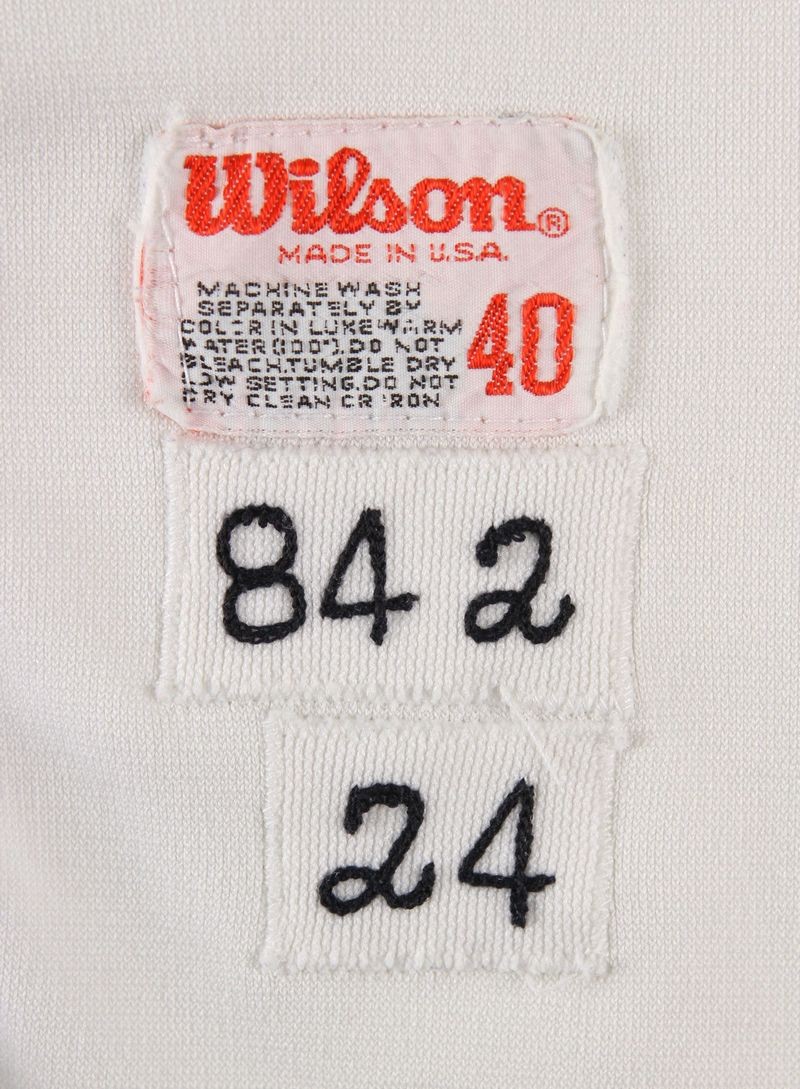 Wilson®
MADE IN U.S.A.
MACHINE WASH
SEPARATELY BY
COLOR IN LUKEWARM
WATER (100°). DO NOT
BLEACH. TUMBLE DRY
LOW SETTING. DO NOT
DRY CLEAN OR IRON
40
84 2
24